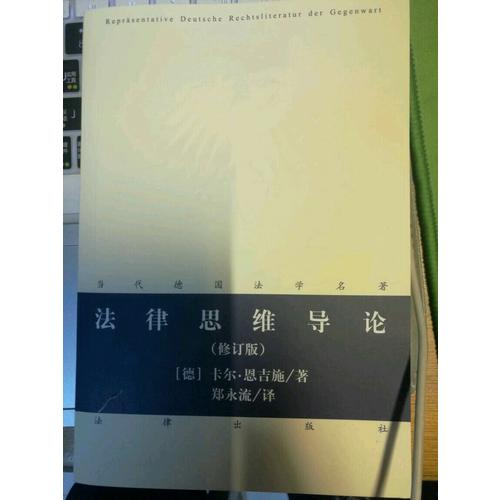 Repräsentative Deutsche Rechtsliteratur der Gegenwart
当代德国法学名著
法律思维导论
（修订版）
［德］卡尔·恩吉施/著
郑永流/译
法律出版社